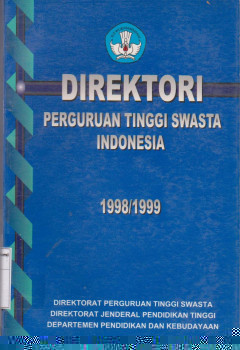 DIREKTORI
PERGURUAN TINGGI SWASTA
INDONESIA
1998/1999
DIREKTORAT PERGURUAN TINGGI SWASTA
DIREKTORAT JENDERAL PENDIDIKAN TINGGI
DEPARTEMEN PENDIDIKAN DAN KEBUDAYAAN